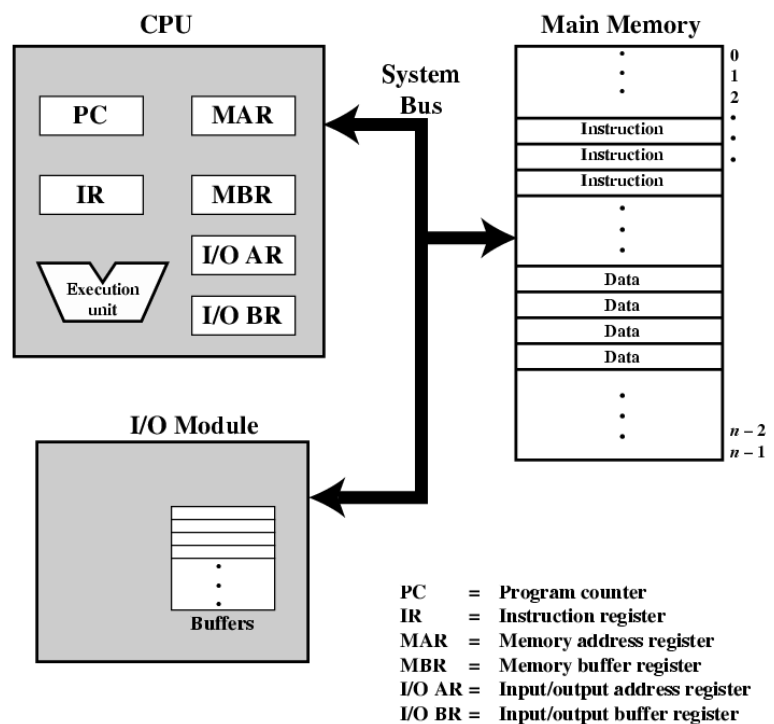 CPU
PC
MAR
IR
MBR
I/O AR
Execution
unit
I/O BR
System
Bus
Main Memory
0
1
2
Instruction
Instruction
Instruction
Data
Data
Data
Data
n – 2
n – 1
I/O Module
Buffers
PC = Program counter
IR = Instruction register
MAR = Memory address register
MBR = Memory buffer register
I/O AR = Input/output address register
I/O BR = Input/output buffer register